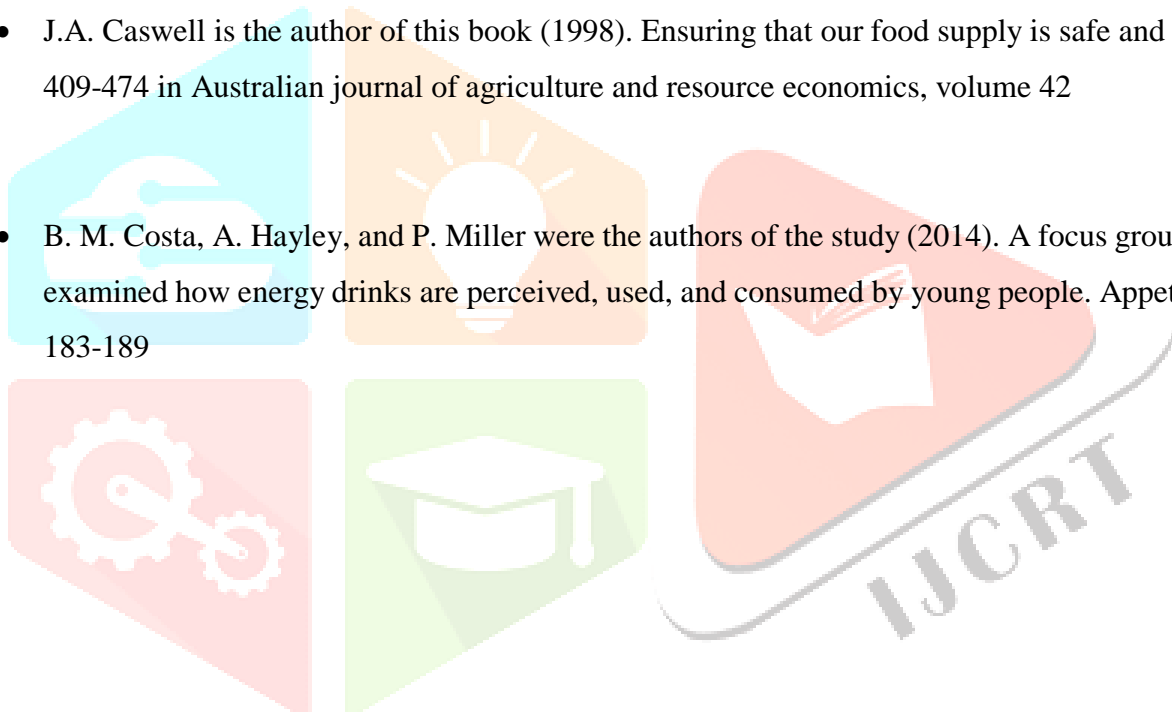 • J.A. Caswell is the author of this book (1998). Ensuring that our food supply is safe and
409-474 in Australian journal of agriculture and resource economics, volume 42
• B. M. Costa, A. Hayley, and P. Miller were the authors of the study (2014). A focus grou
examined how energy drinks are perceived, used, and consumed by young people. Appet
183-189
IJCRT